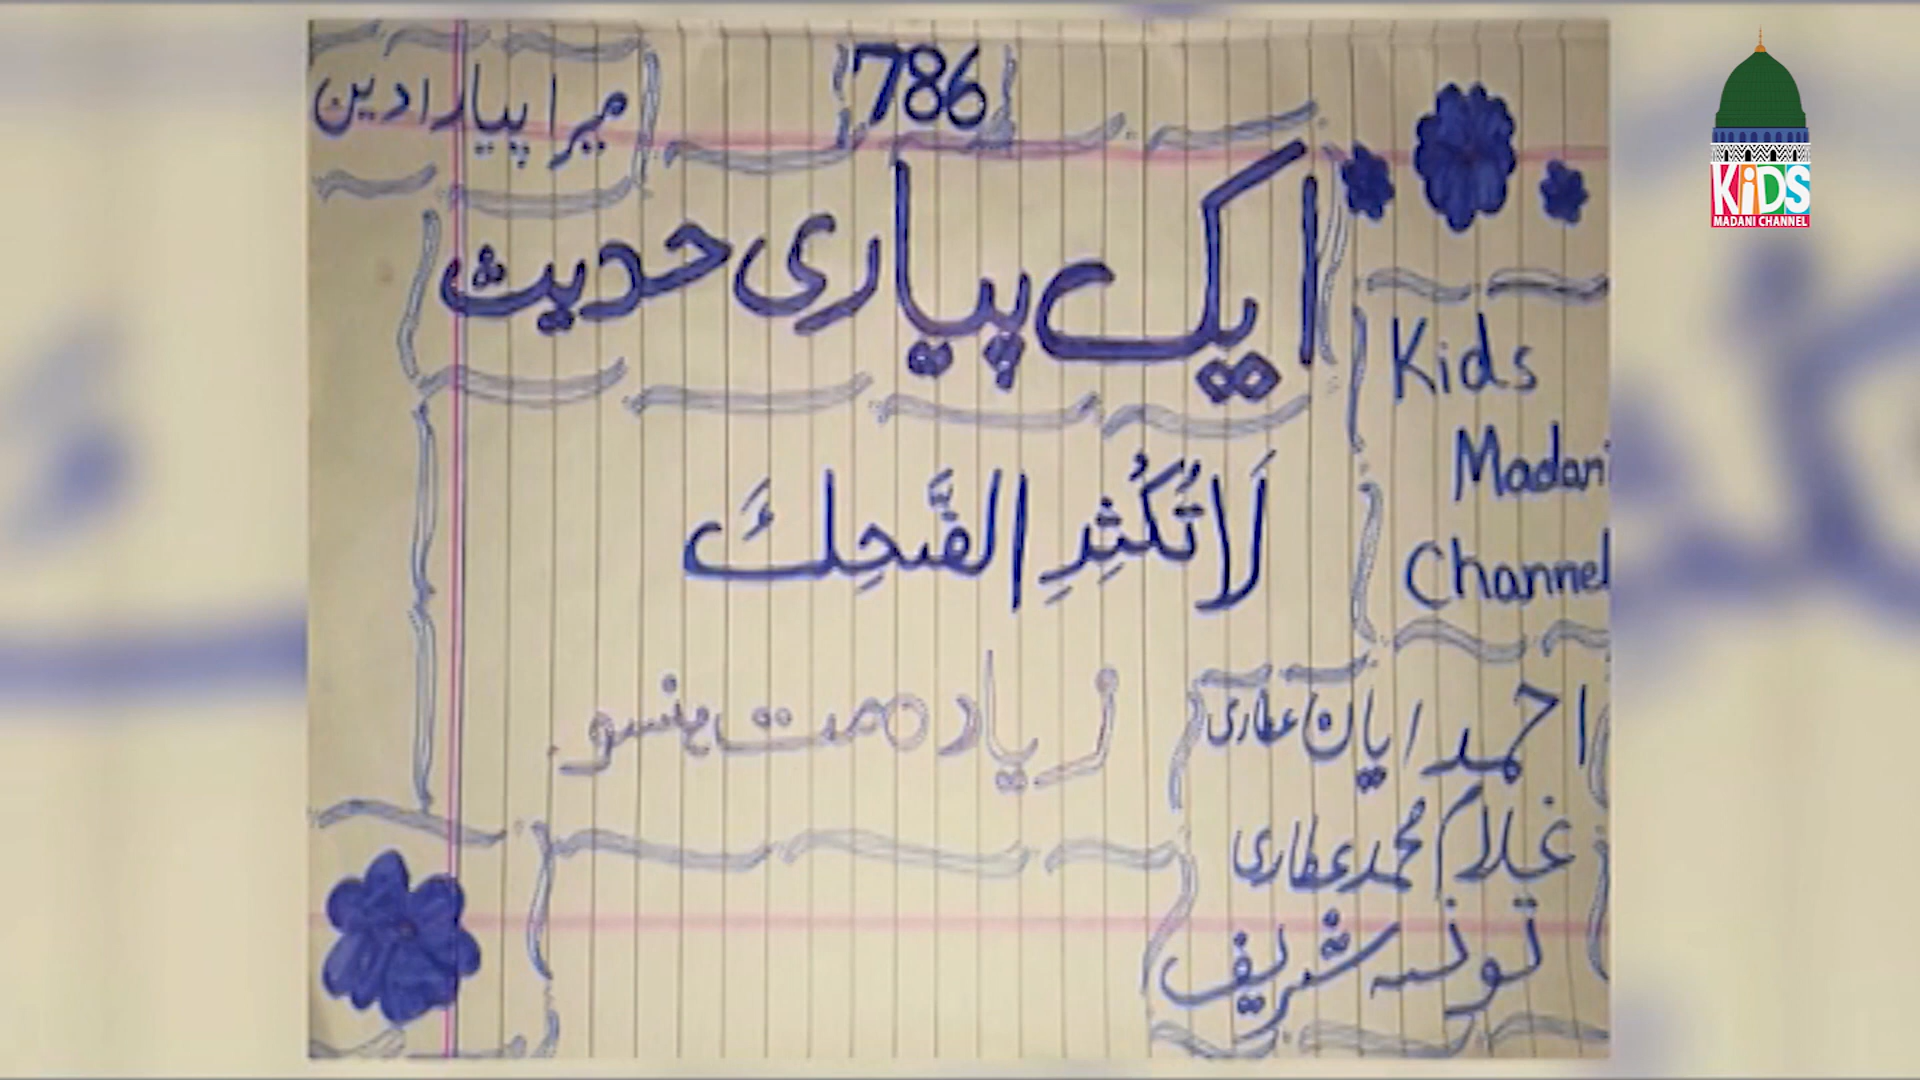 786
میرا پیارا دین
ایک پیاری حدیث
Kids
Madani
Channel
لَا تُكْثِرِ الضَّحِكَ
زیادہ مت ہنسو
احمد ایان عطاری
غلام محمد عطاری
تونسہ شریف
KiDS
MADANI CHANNEL